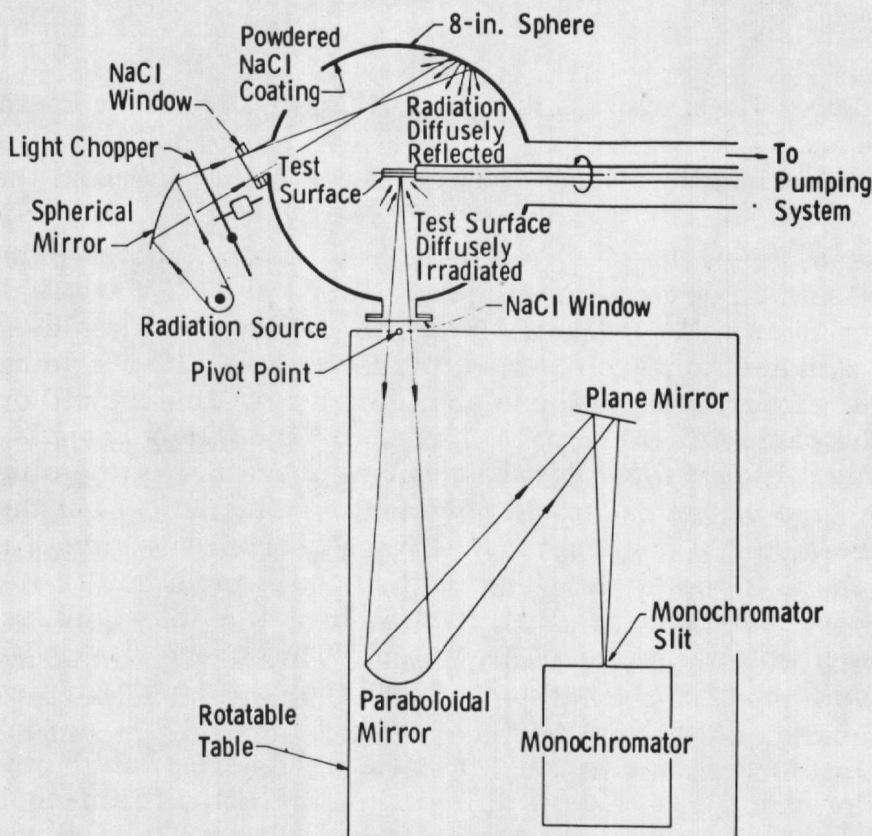 8-in. Sphere
Powdered
NaCl
Coating
NaCl
Window
Radiation
Diffusely
Reflected
Light Chopper
Test
Surface
To
Pumping
System
Spherical
Mirror
Test Surface
Diffusely
Irradiated
Radiation Source
NaCl Window
Pivot Point
Plane Mirror
Monochromator
Slit
Paraboloidal
Mirror
Rotatable
Table
Monochromator